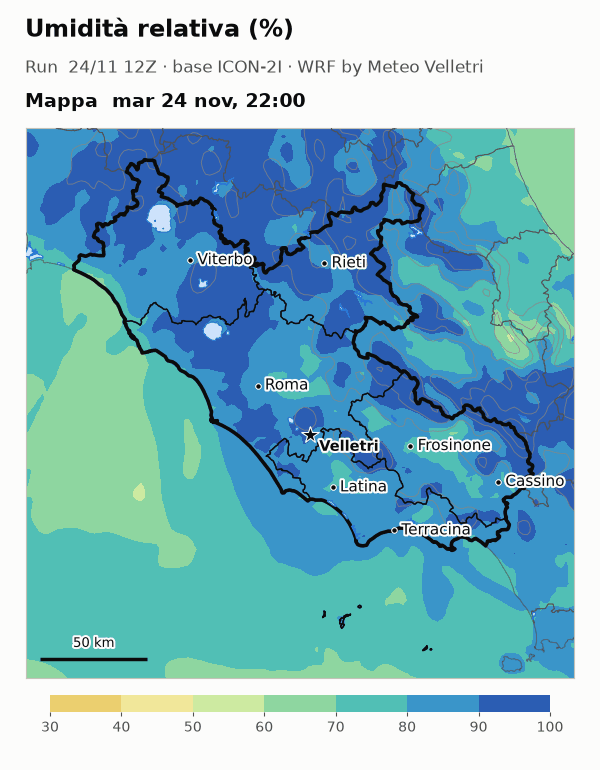 Umidità relativa (%)
Run  24/11 12Z · base ICON-2I · WRF by Meteo Velletri
Mappa  mar 24 nov, 22:00
Viterbo
Rieti
Roma
Velletri
Frosinone
Latina
Cassino
Terracina
50 km
30 40 50 60 70 80 90 100